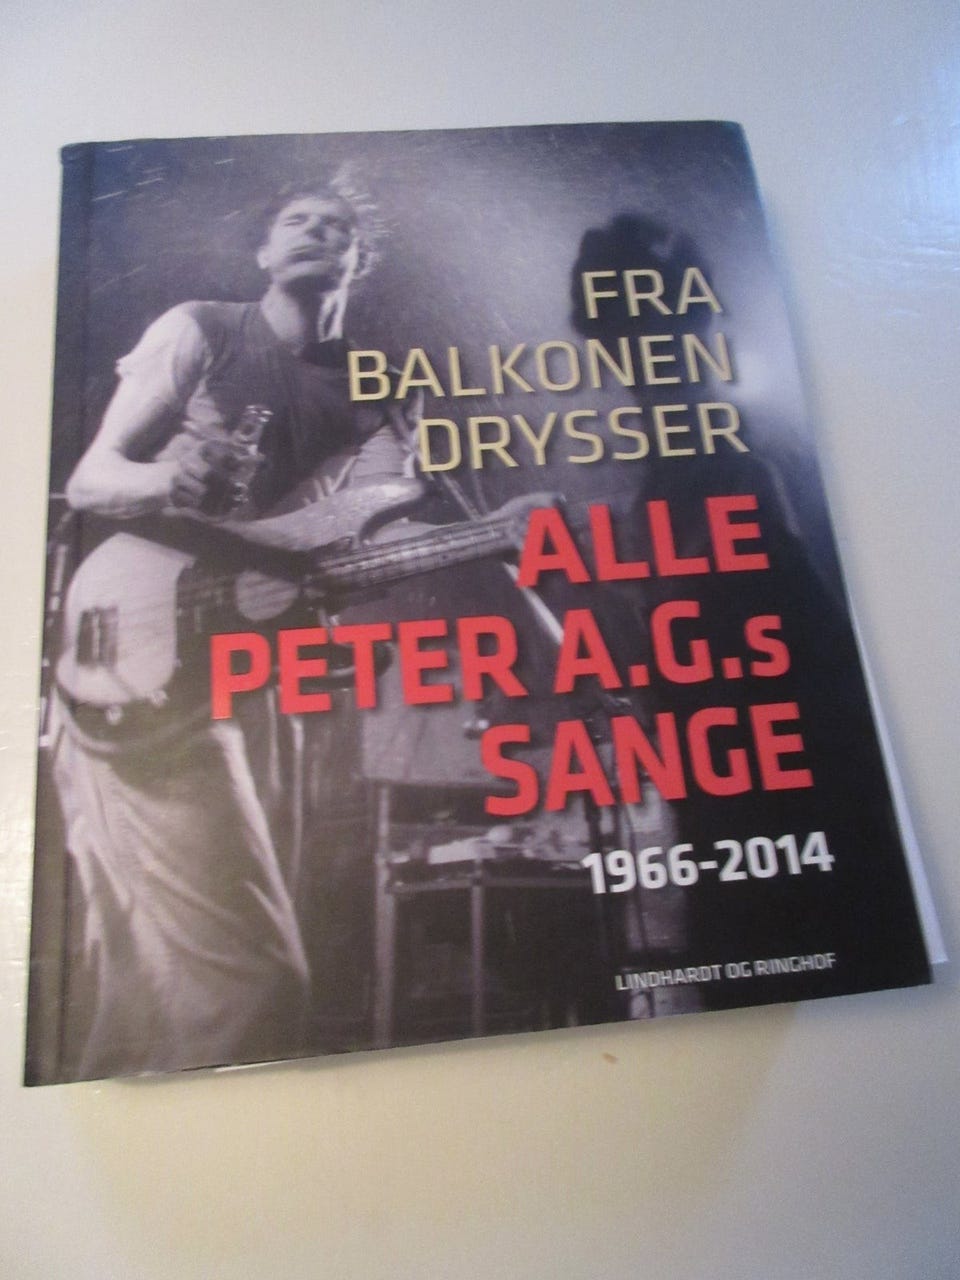 FRA
BALKONEN
DRYSSER
ALLE
PETER A.G.s
SANGE
1966-2014
LINDHARDT OG RINGHOF